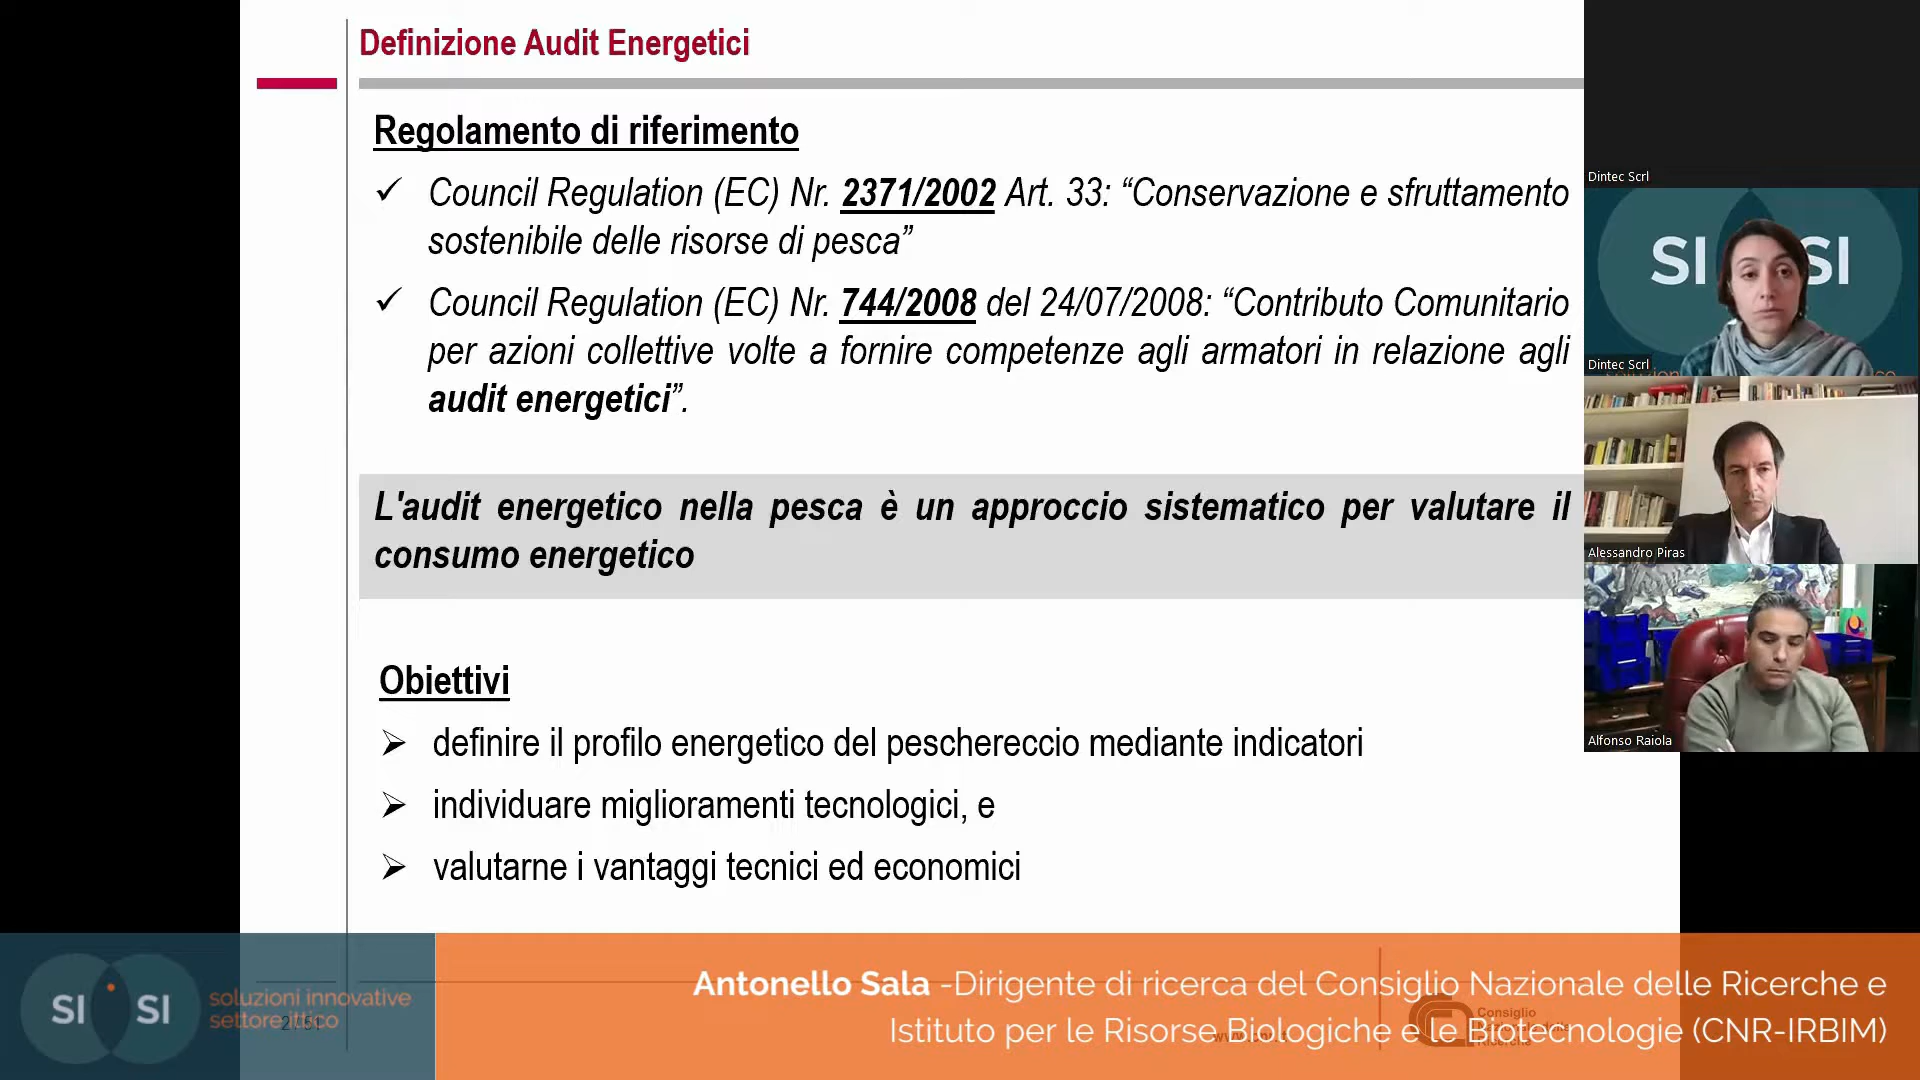 Definizione Audit Energetici
Regolamento di riferimento
✓ Council Regulation (EC) Nr. 2371/2002 Art. 33: “Conservazione e sfruttamento
sostenibile delle risorse di pesca”
✓ Council Regulation (EC) Nr. 744/2008 del 24/07/2008: “Contributo Comunitario
per azioni collettive volte a fornire competenze agli armatori in relazione agli
audit energetici”.
L'audit energetico nella pesca è un approccio sistematico per valutare il
consumo energetico
Obiettivi
➢ definire il profilo energetico del peschereccio mediante indicatori
➢ individuare miglioramenti tecnologici, e
➢ valutarne i vantaggi tecnici ed economici
Dintec Scrl
SI SI
Dintec Scrl
Alessandro Piras
Alfonso Raiola
SI SI
soluzioni innovative
settore ittico
Antonello Sala -Dirigente di ricerca del Consiglio Nazionale delle Ricerche e
Istituto per le Risorse Biologiche e le Biotecnologie (CNR-IRBIM)
Consiglio
Nazionale delle
Ricerche